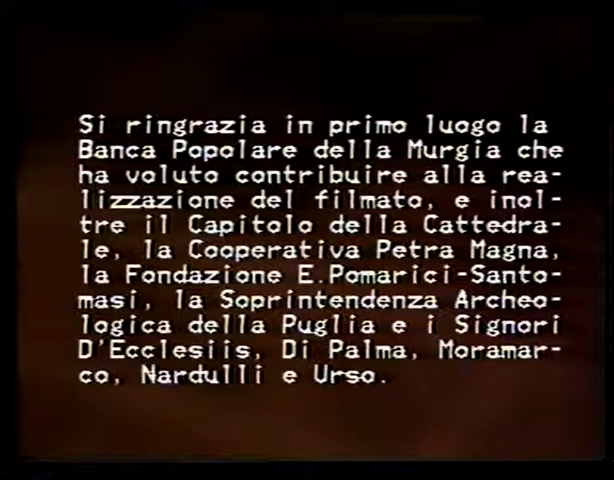 Si ringrazia in primo luogo la
Banca Popolare della Murgia che
ha voluto contribuire alla rea-
lizzazione del filmato, e inol-
tre il Capitolo della Cattedra-
le, la Cooperativa Petra Magna,
la Fondazione E.Pomarici-Santo-
masi, la Soprintendenza Archeo-
logica della Puglia e i Signori
D'Ecclesiis, Di Palma, Moramar-
co, Nardulli e Urso.